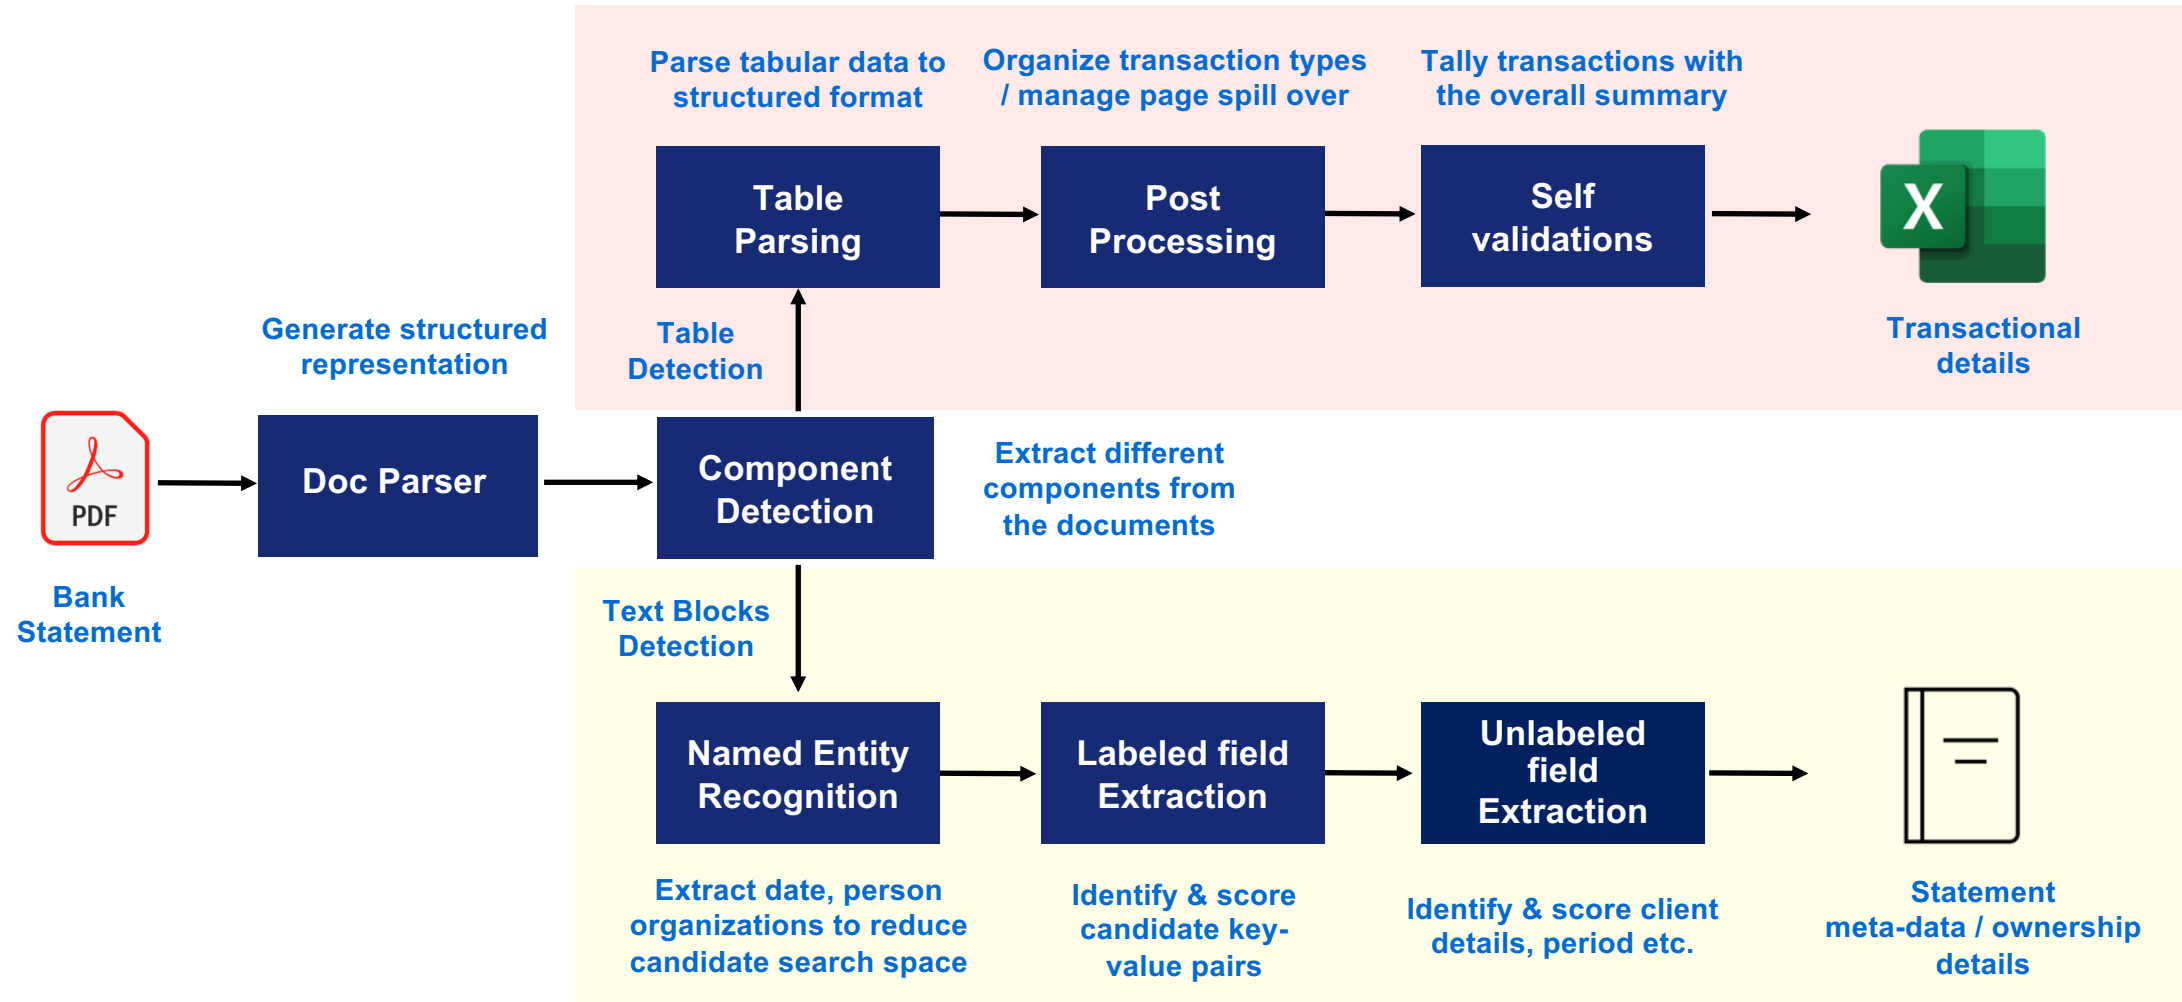 Parse tabular data to
structured format
Organize transaction types
/ manage page spill over
Tally transactions with
the overall summary
Table
Parsing
Post
Processing
Self
validations
X
Transactional
details
Table
Detection
Generate structured
representation
PDF
Bank
Statement
Doc Parser
Component
Detection
Extract different
components from
the documents
Text Blocks
Detection
Named Entity
Recognition
Labeled field
Extraction
Unlabeled
field
Extraction
Extract date, person
organizations to reduce
candidate search space
Identify & score
candidate key-
value pairs
Identify & score client
details, period etc.
Statement
meta-data / ownership
details